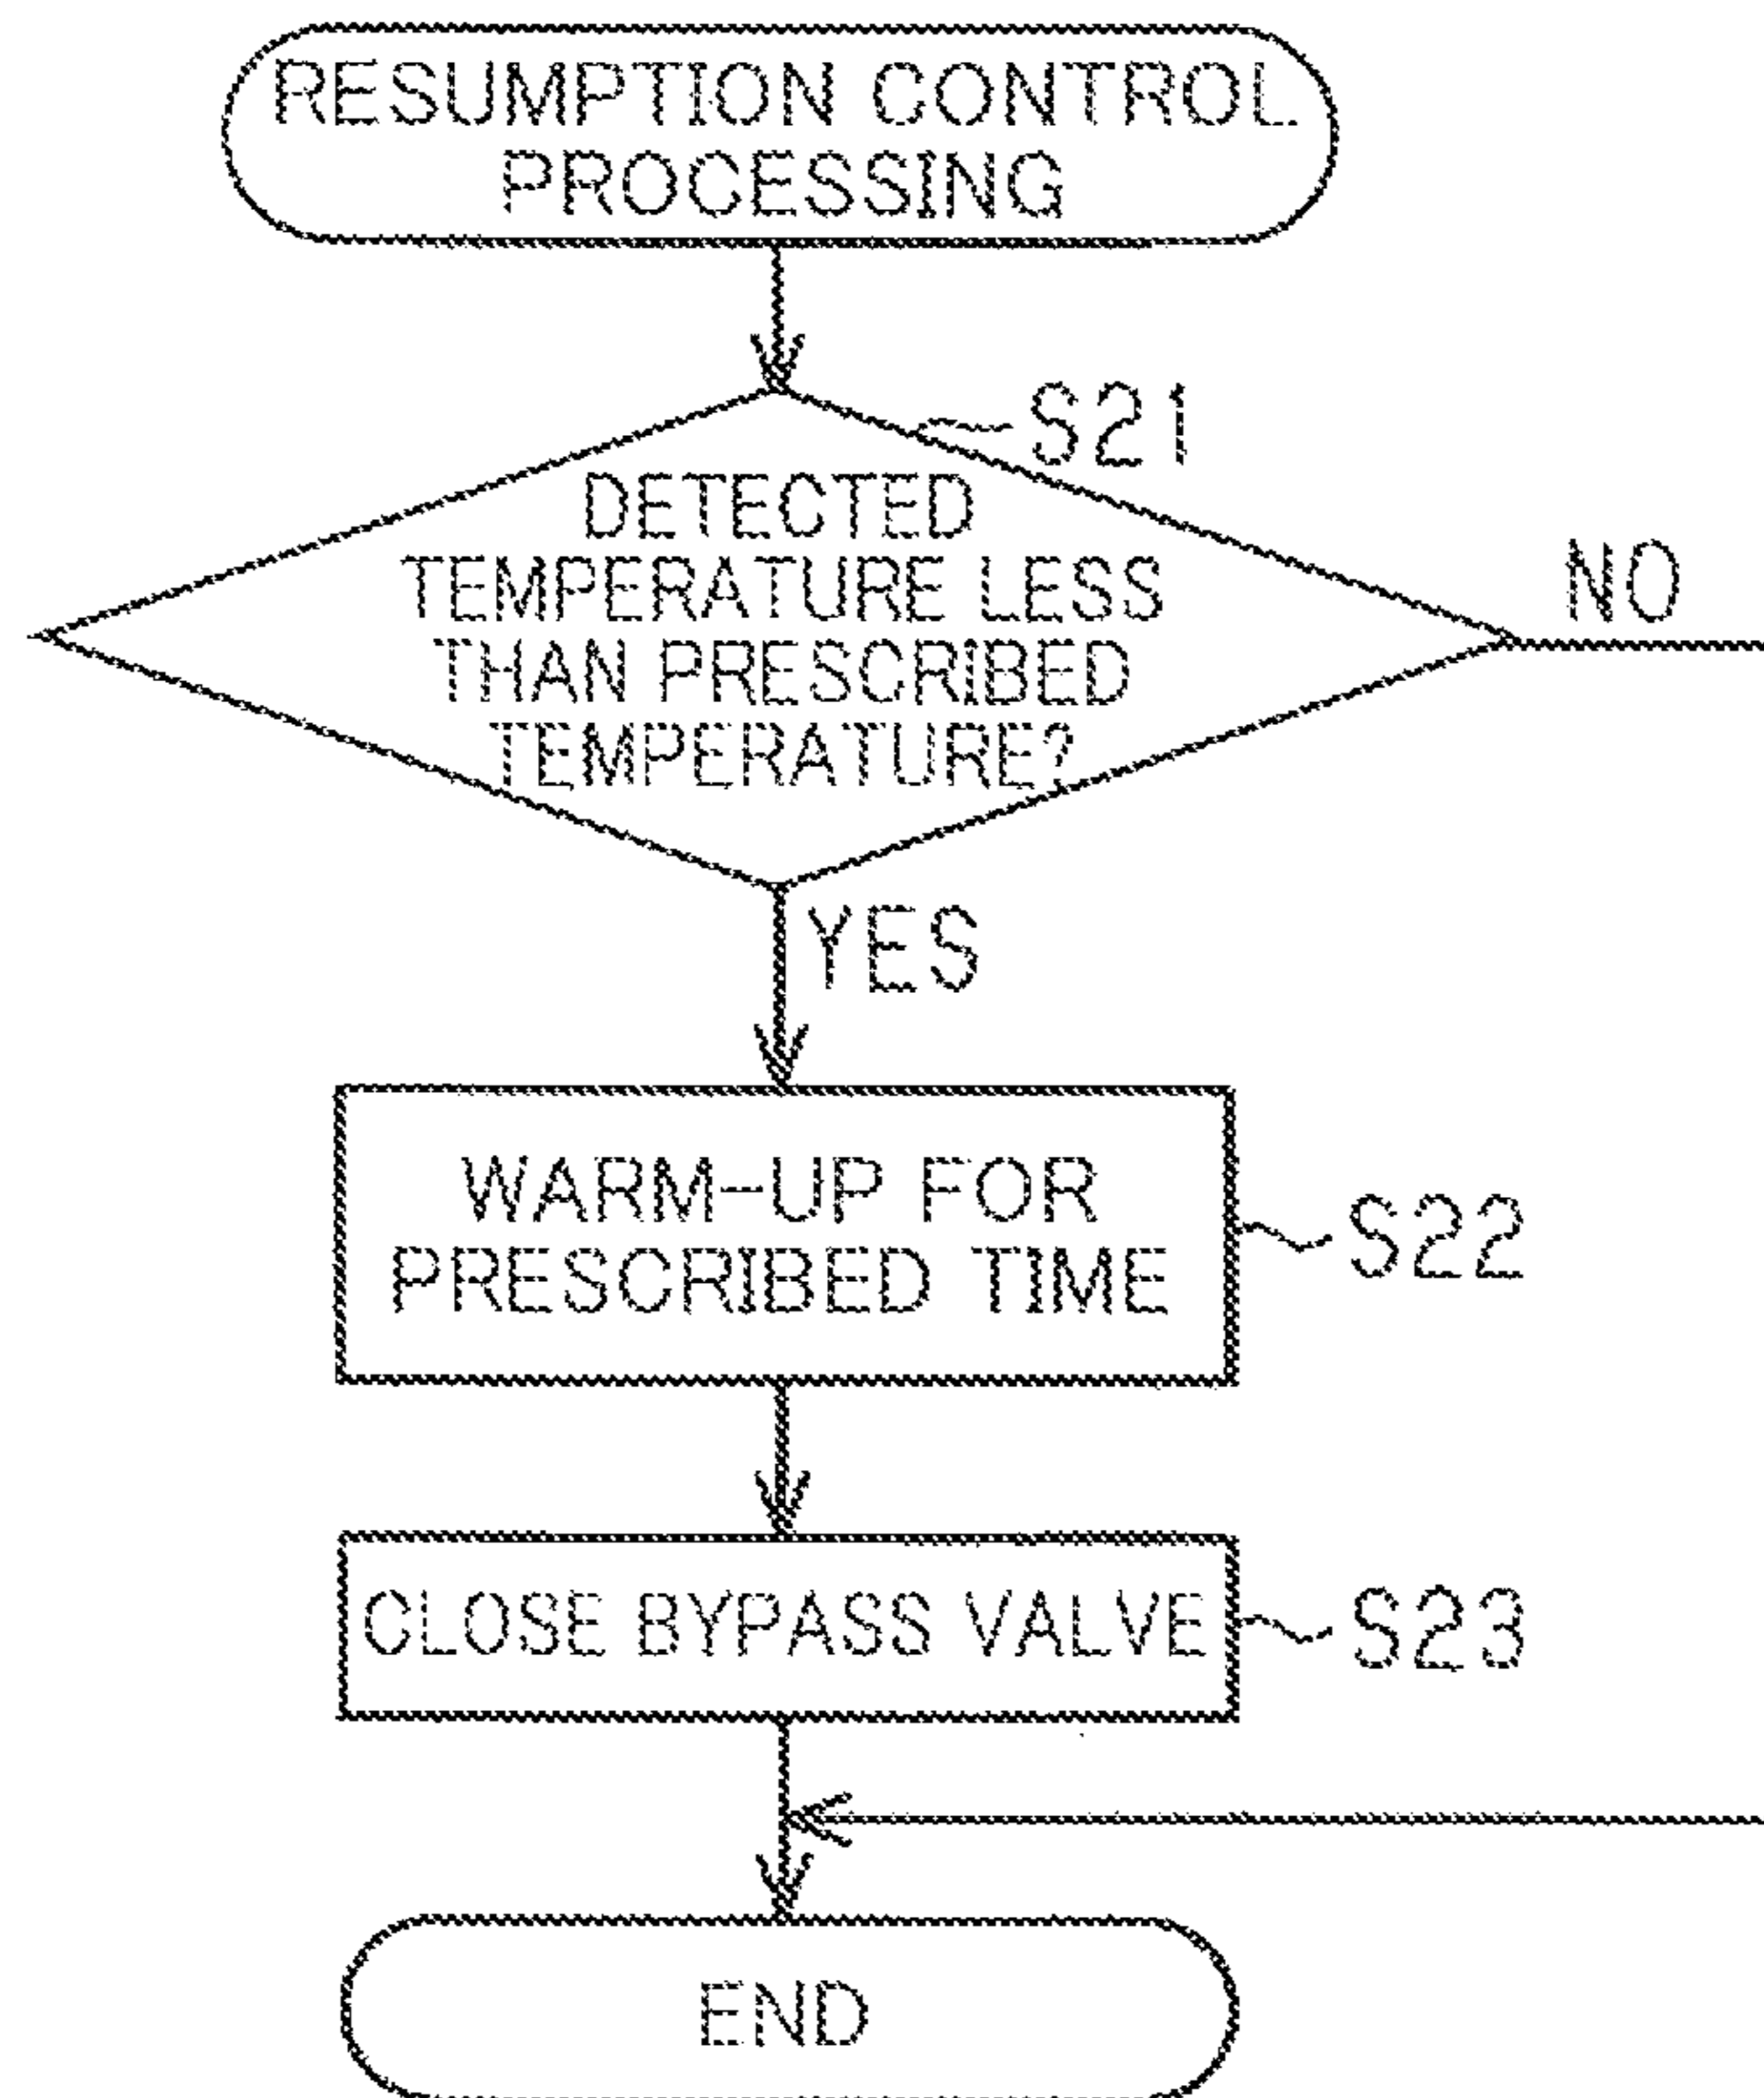 RESUMPTION CONTROL
PROCESSING
S21
DETECTED
TEMPERATURE LESS
THAN PRESCRIBED
TEMPERATURE?
NO
YES
WARM-UP FOR
PRESCRIBED TIME
S22
CLOSE BYPASS VALVE
S23
END